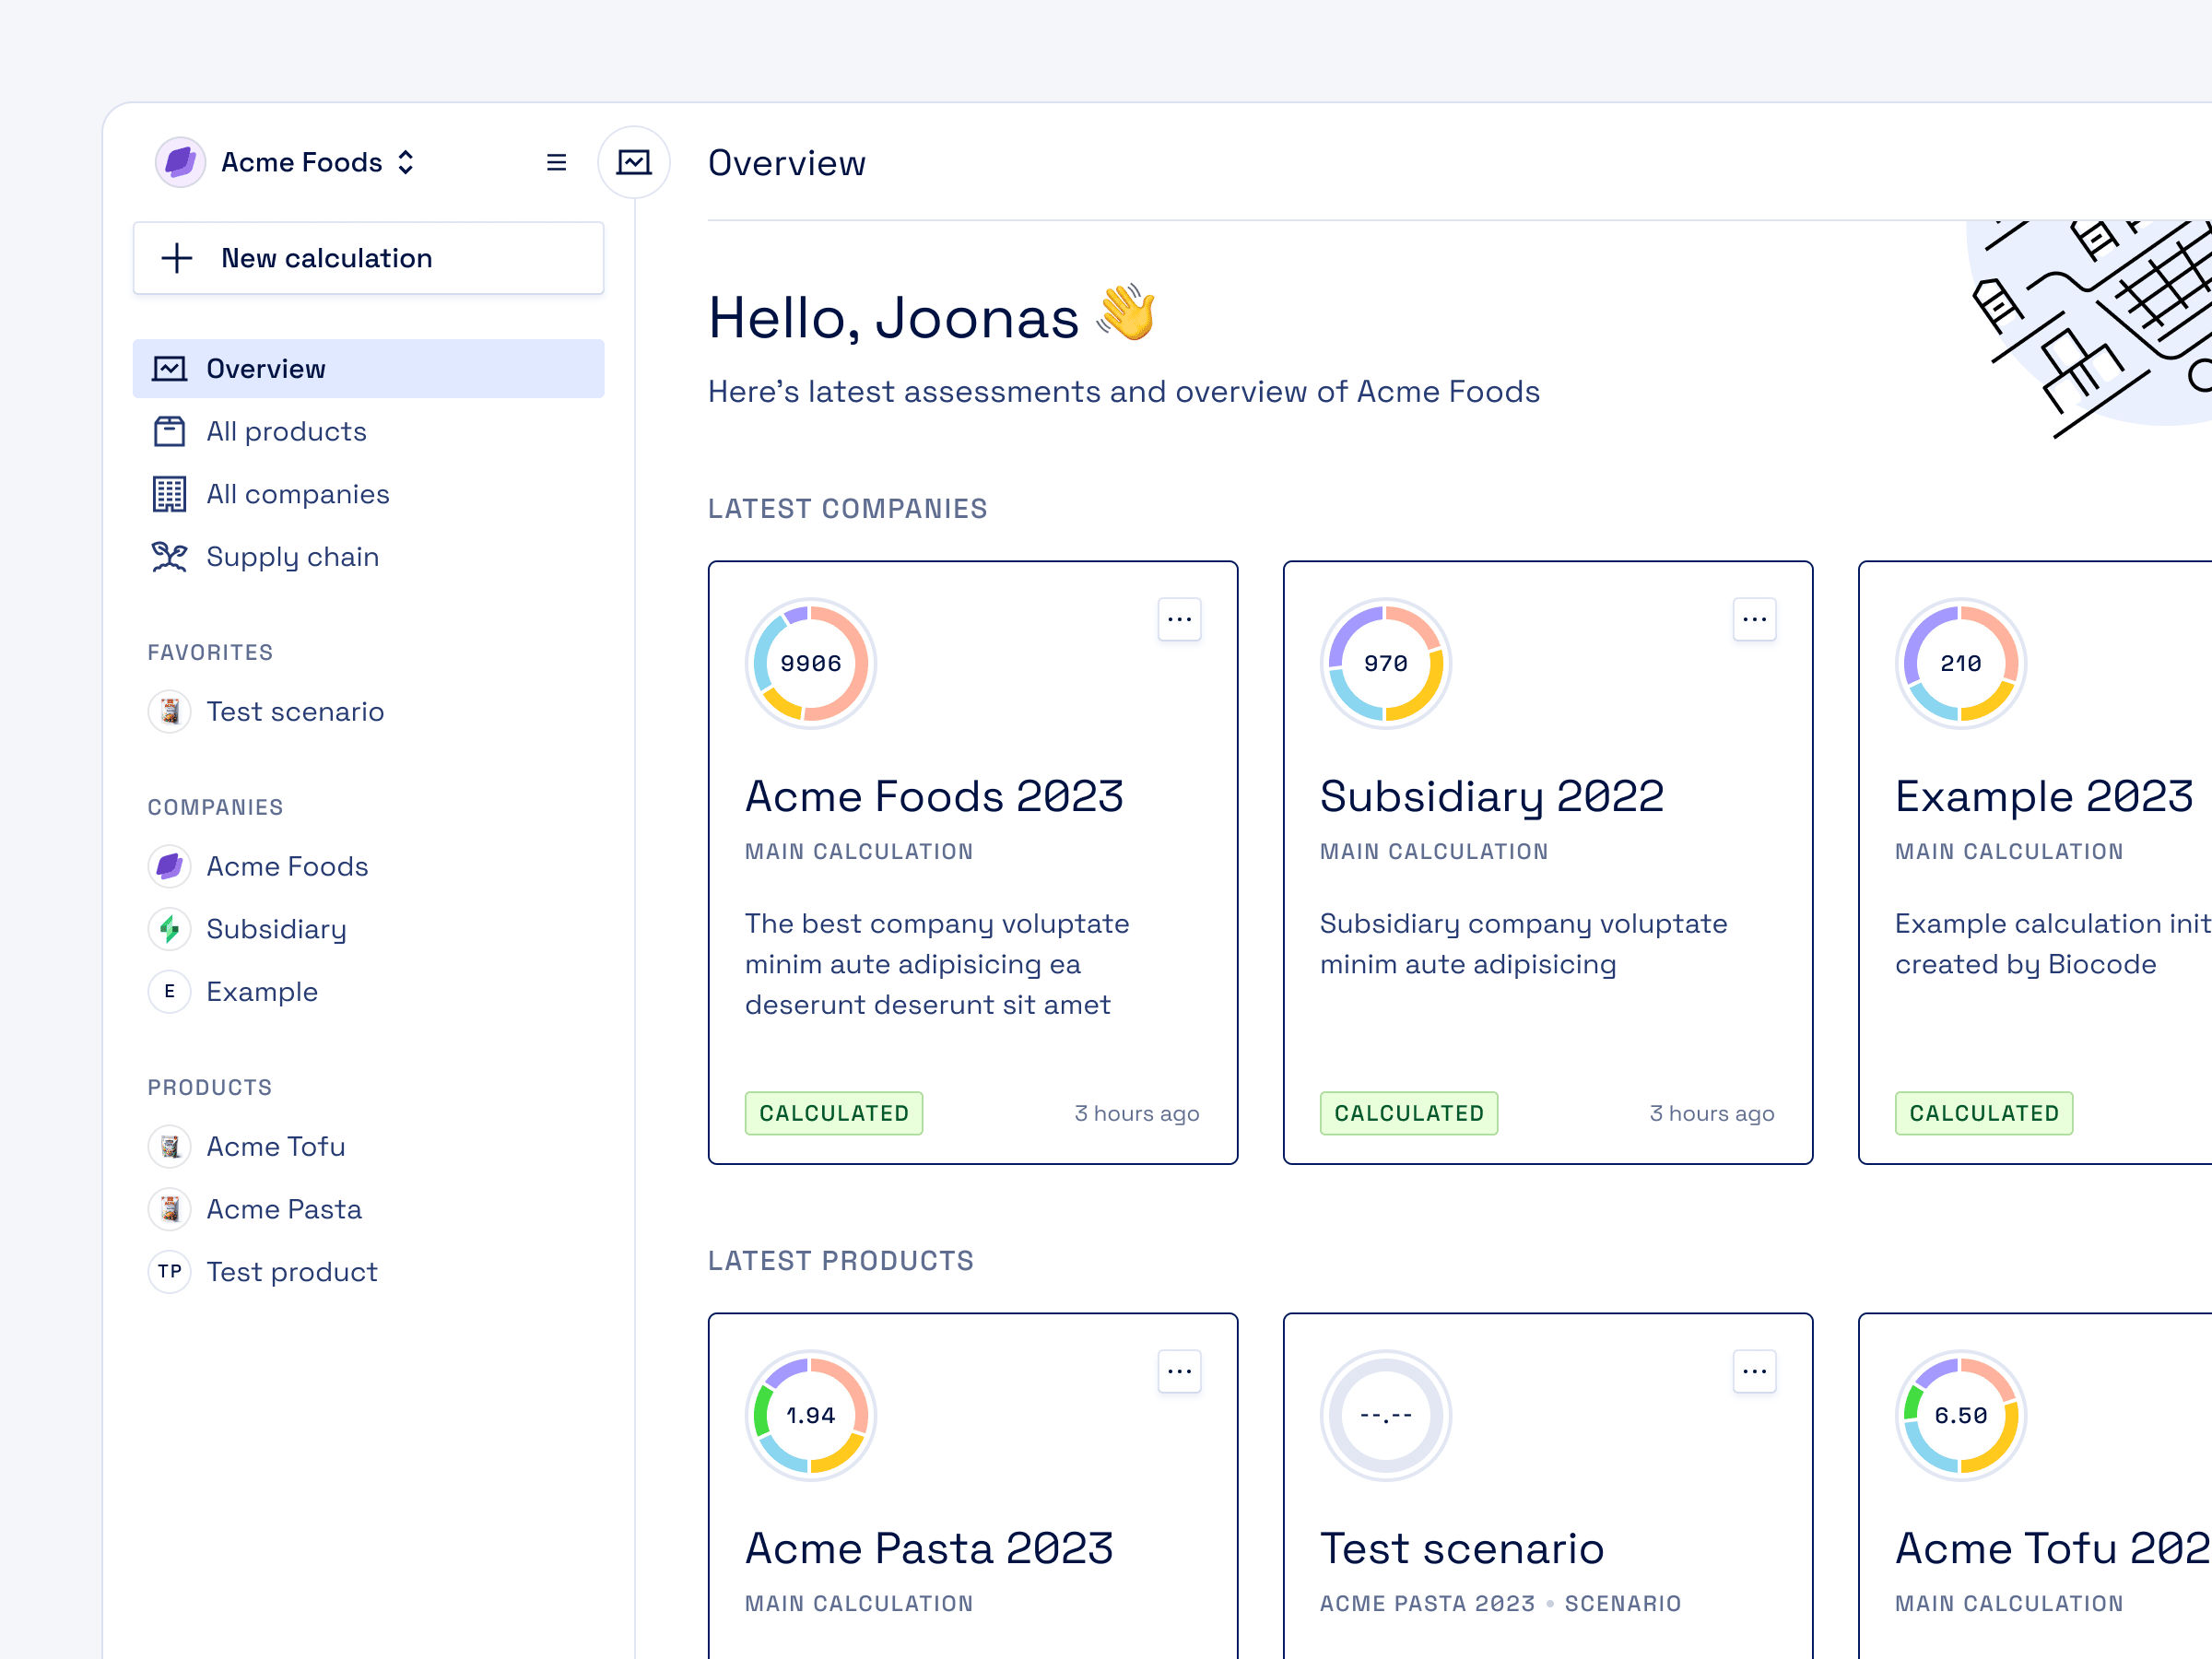 Acme Foods
New calculation
Overview
All products
All companies
Supply chain
FAVORITES
Test scenario
COMPANIES
Acme Foods
Subsidiary
E Example
PRODUCTS
Acme Tofu
Acme Pasta
TP Test product
Overview
Hello, Joonas 👋
Here's latest assessments and overview of Acme Foods
LATEST COMPANIES
9906
Acme Foods 2023
MAIN CALCULATION
The best company voluptate
minim aute adipisicing ea
deserunt deserunt sit amet
CALCULATED 3 hours ago
970
Subsidiary 2022
MAIN CALCULATION
Subsidiary company voluptate
minim aute adipisicing
CALCULATED 3 hours ago
210
Example 2023
MAIN CALCULATION
Example calculation init
created by Biocode
CALCULATED
LATEST PRODUCTS
1.94
Acme Pasta 2023
MAIN CALCULATION
--.--
Test scenario
ACME PASTA 2023 • SCENARIO
6.50
Acme Tofu 202
MAIN CALCULATION